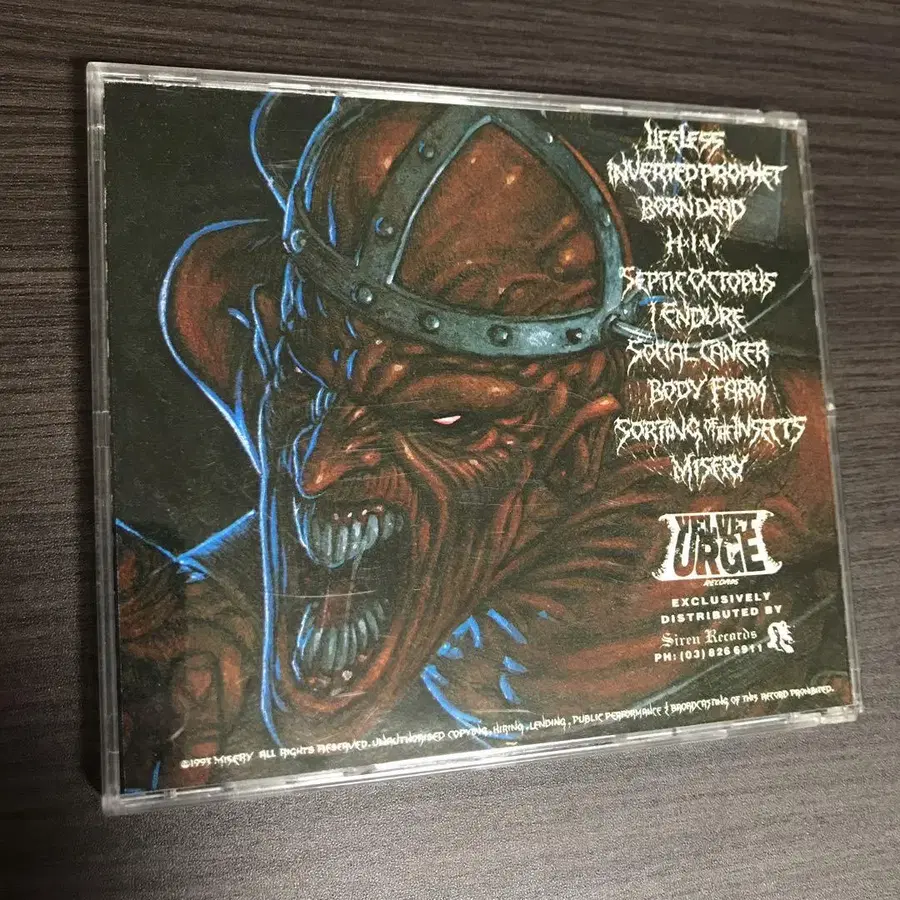 LIFELESS
INVERTED PROPHET
BORN DEAD
H.I.V
SEPTIC OCTOPUS
I ENDURE
SOCIAL CANCER
BODY FARM
SORTING OF THE INSECTS
MISERY
VELVET
URGE
RECORDS
EXCLUSIVELY
DISTRIBUTED BY
Siren Records
PH: (03) 826 6911
©1993 MISERY ALL RIGHTS RESERVED. UNAUTHORISED COPYING, HIRING, LENDING, PUBLIC PERFORMANCE & BROADCASTING OF THIS RECORD PROHIBITED.